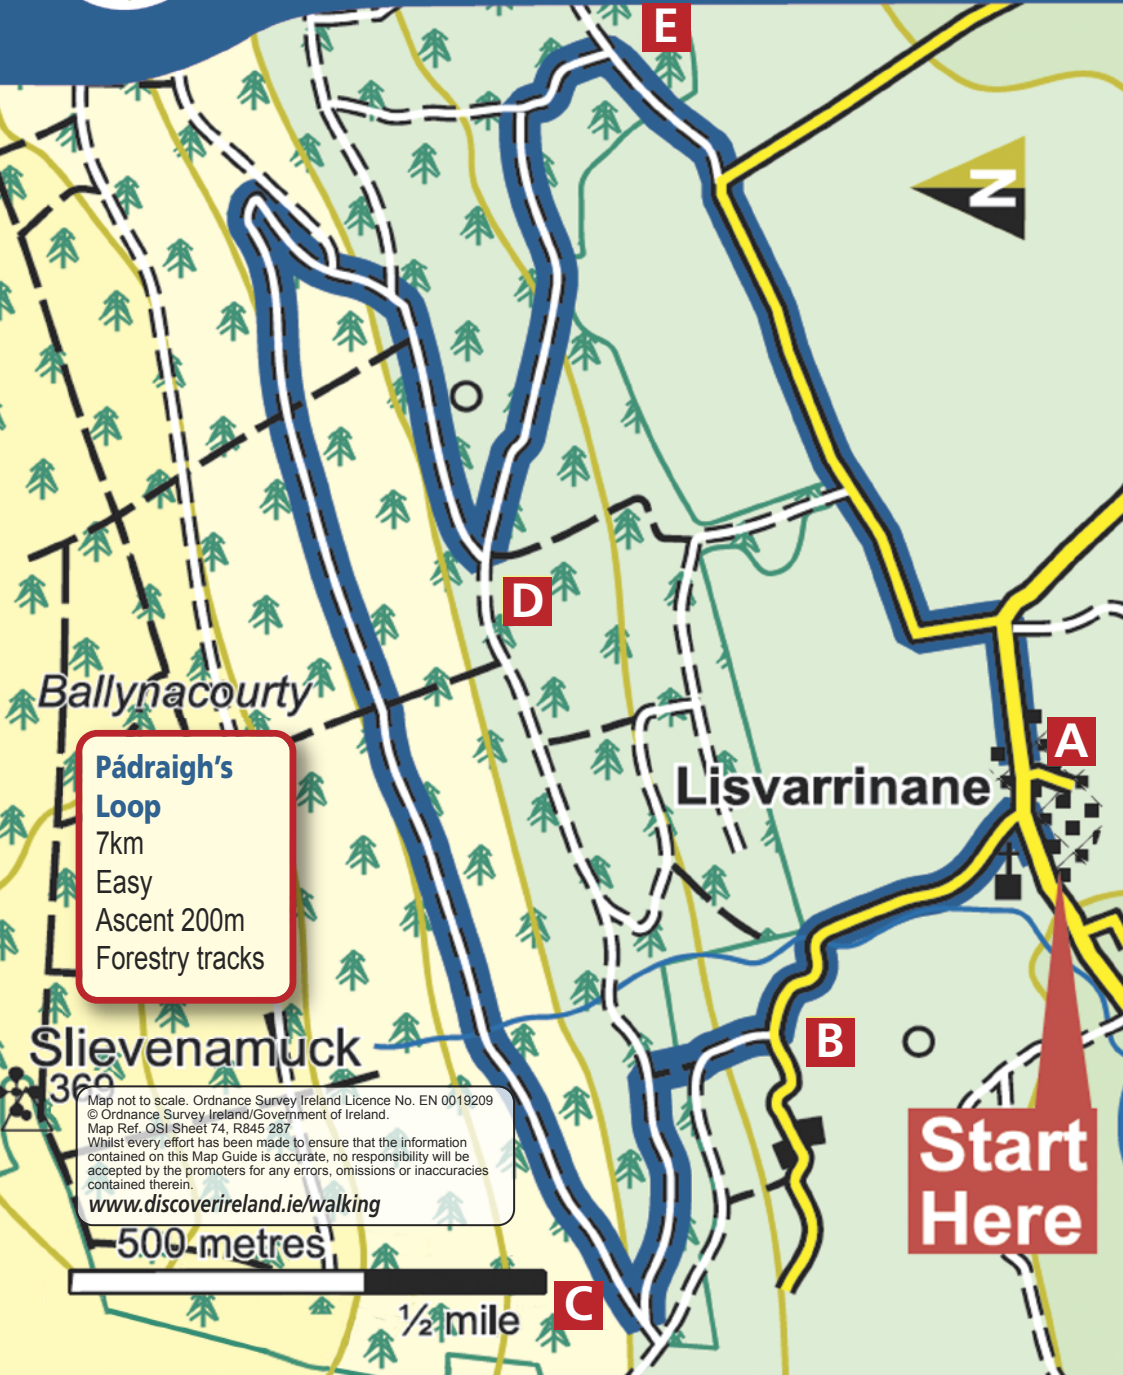 E
N
D
Ballynacourty
A
Pádraigh's
Loop
7km
Easy
Ascent 200m
Forestry tracks
Lisvarrinane
B
Slievenamuck
369
Map not to scale. Ordnance Survey Ireland Licence No. EN 0019209
© Ordnance Survey Ireland/Government of Ireland.
Map Ref. OSI Sheet 74, R845 287
Whilst every effort has been made to ensure that the information
contained on this Map Guide is accurate, no responsibility will be
accepted by the promoters for any errors, omissions or inaccuracies
contained therein.
www.discoverireland.ie/walking
Start
Here
500 metres
½ mile
C